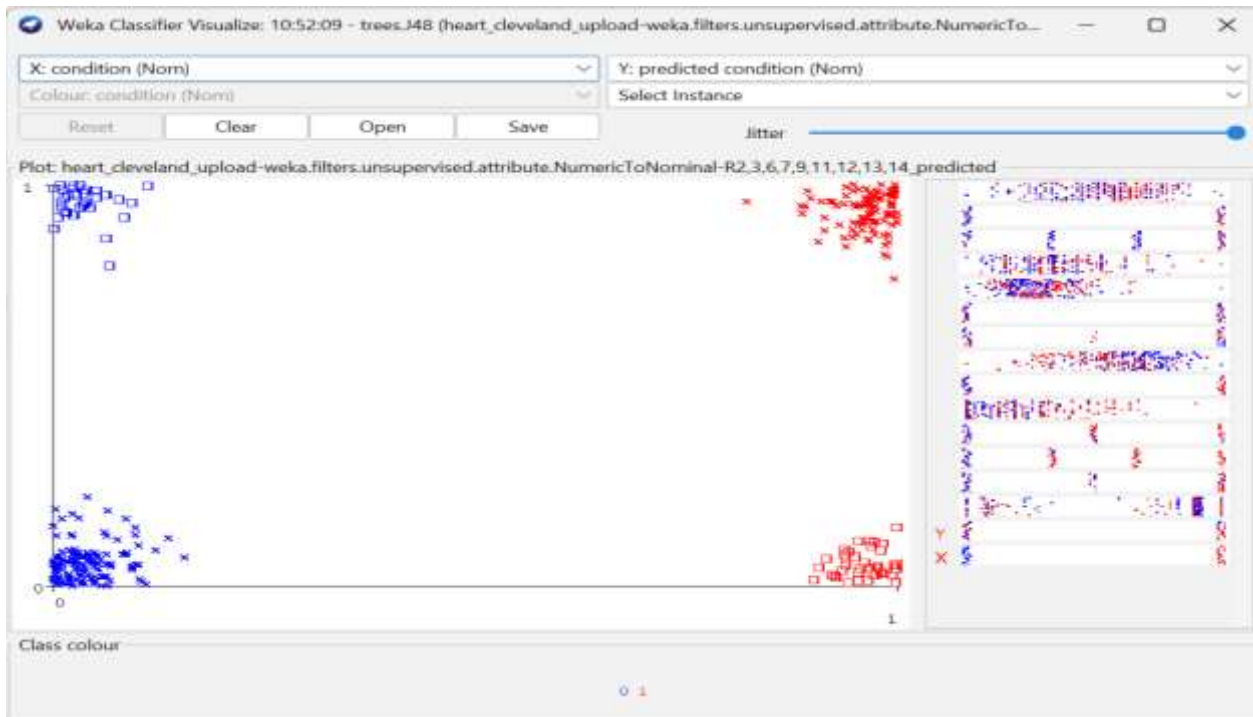 Weka Classifier Visualize: 10:52:09 - trees.J48 (heart_cleveland_upload-weka.filters.unsupervised.attribute.NumericTo...
X: condition (Nom)
Y: predicted condition (Nom)
Colour: condition (Nom)
Select Instance
Reset
Clear
Open
Save
Jitter
Plot: heart_cleveland_upload-weka.filters.unsupervised.attribute.NumericToNominal-R2,3,6,7,9,11,12,13,14_predicted
1
0
0
1
Y
X
Class colour
0 1